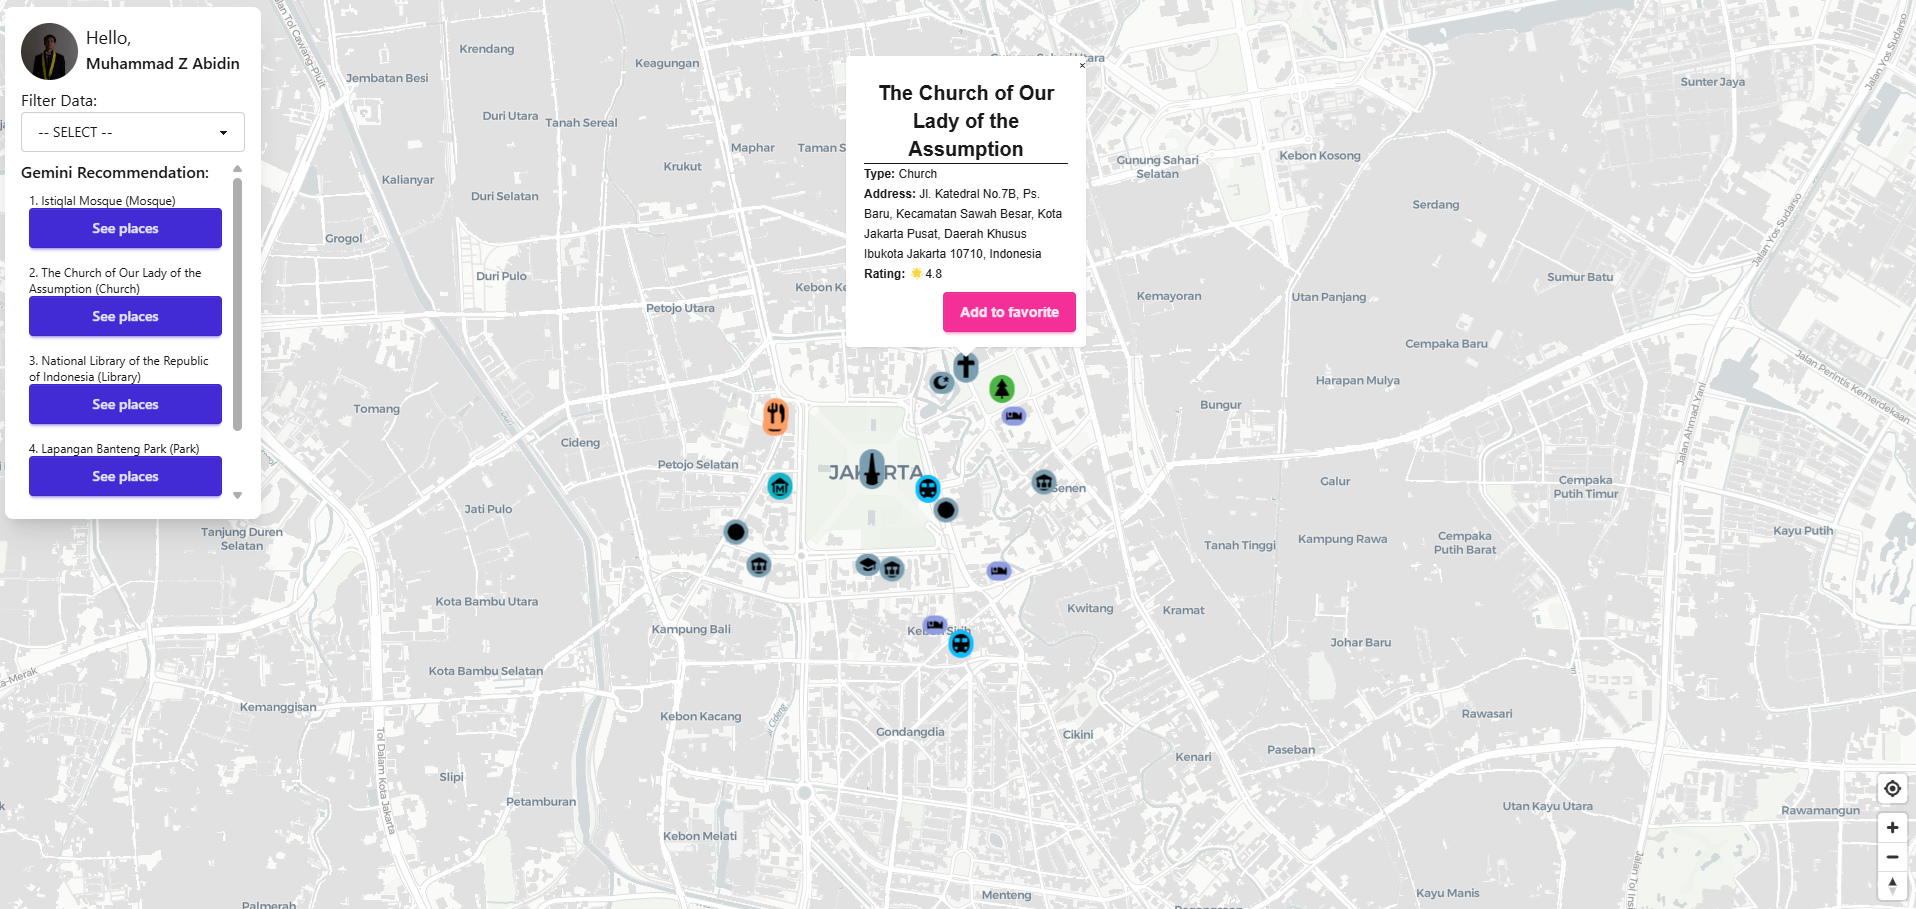 Hello,
Muhammad Z Abidin
Filter Data:
-- SELECT --
Gemini Recommendation:
1. Istiqlal Mosque (Mosque)
See places
2. The Church of Our Lady of the
Assumption (Church)
See places
3. National Library of the Republic
of Indonesia (Library)
See places
4. Lapangan Banteng Park (Park)
See places
The Church of Our
Lady of the
Assumption
Type: Church
Address: Jl. Katedral No.7B, Ps.
Baru, Kecamatan Sawah Besar, Kota
Jakarta Pusat, Daerah Khusus
Ibukota Jakarta 10710, Indonesia
Rating: 4.8
Add to favorite
×
Krendang
Jembatan Besi
Keagungan
Duri Utara
Tanah Sereal
Maphar
Taman S
Krukut
Kalianyar
Duri Selatan
Grogol
Duri Pulo
Petojo Utara
Kebon Ke
Tomang
Cideng
Petojo Selatan
JAKARTA
Jati Pulo
Tanjung Duren
Selatan
Kota Bambu Utara
Kampung Bali
Kota Bambu Selatan
Kemanggisan
Kebon Kacang
Slipi
Petamburan
Kebon Melati
Palmerah
Gondangdia
Cikini
Menteng
Kebon Sirih
Kwitang
Kramat
Kenari
Paseban
Senen
Bungur
Tanah Tinggi
Kampung Rawa
Johar Baru
Rawasari
Utan Kayu Utara
Kayu Manis
Rawamangun
Kayu Putih
Cempaka
Putih Timur
Cempaka
Putih Barat
Galur
Harapan Mulya
Cempaka Baru
Utan Panjang
Kemayoran
Sumur Batu
Serdang
Gunung Sahari
Selatan
Kebon Kosong
Sunter Jaya
Jalan Tol Cawang-Pluit
Tol Dalam Kota Jakarta
a-Merak
Cideng
Jalan Yos Sudarso
Jalan Yos Sudarso
Jalan Ahmad Yani
Jalan Perintis Kemerdekaan